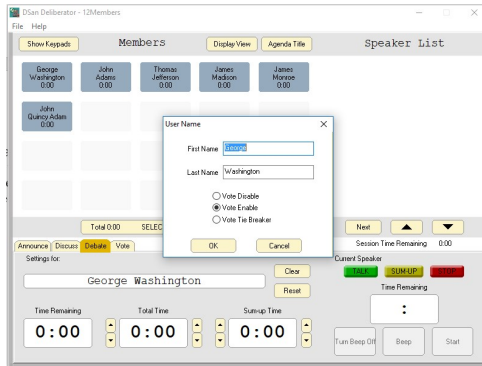 DSan Deliberator - 12Members
File Help
Show Keypads Members Display View Agenda Title Speaker List
George Washington 0:00
John Adams 0:00
Thomas Jefferson 0:00
James Madison 0:00
James Monroe 0:00
John Quincy Adam 0:00
User Name
First Name George
Last Name Washington
Vote Disable
Vote Enable
Vote Tie Breaker
OK Cancel
Total 0:00 SELEC
Next
Announce Discuss Debate Vote
Session Time Remaining 0:00
Settings for:
George Washington
Clear
Reset
Time Remaining Total Time Sum-up Time
0:00 0:00 0:00
Current Speaker
TALK SUM-UP STOP
Time Remaining
:
Turn Beep Off Beep Start